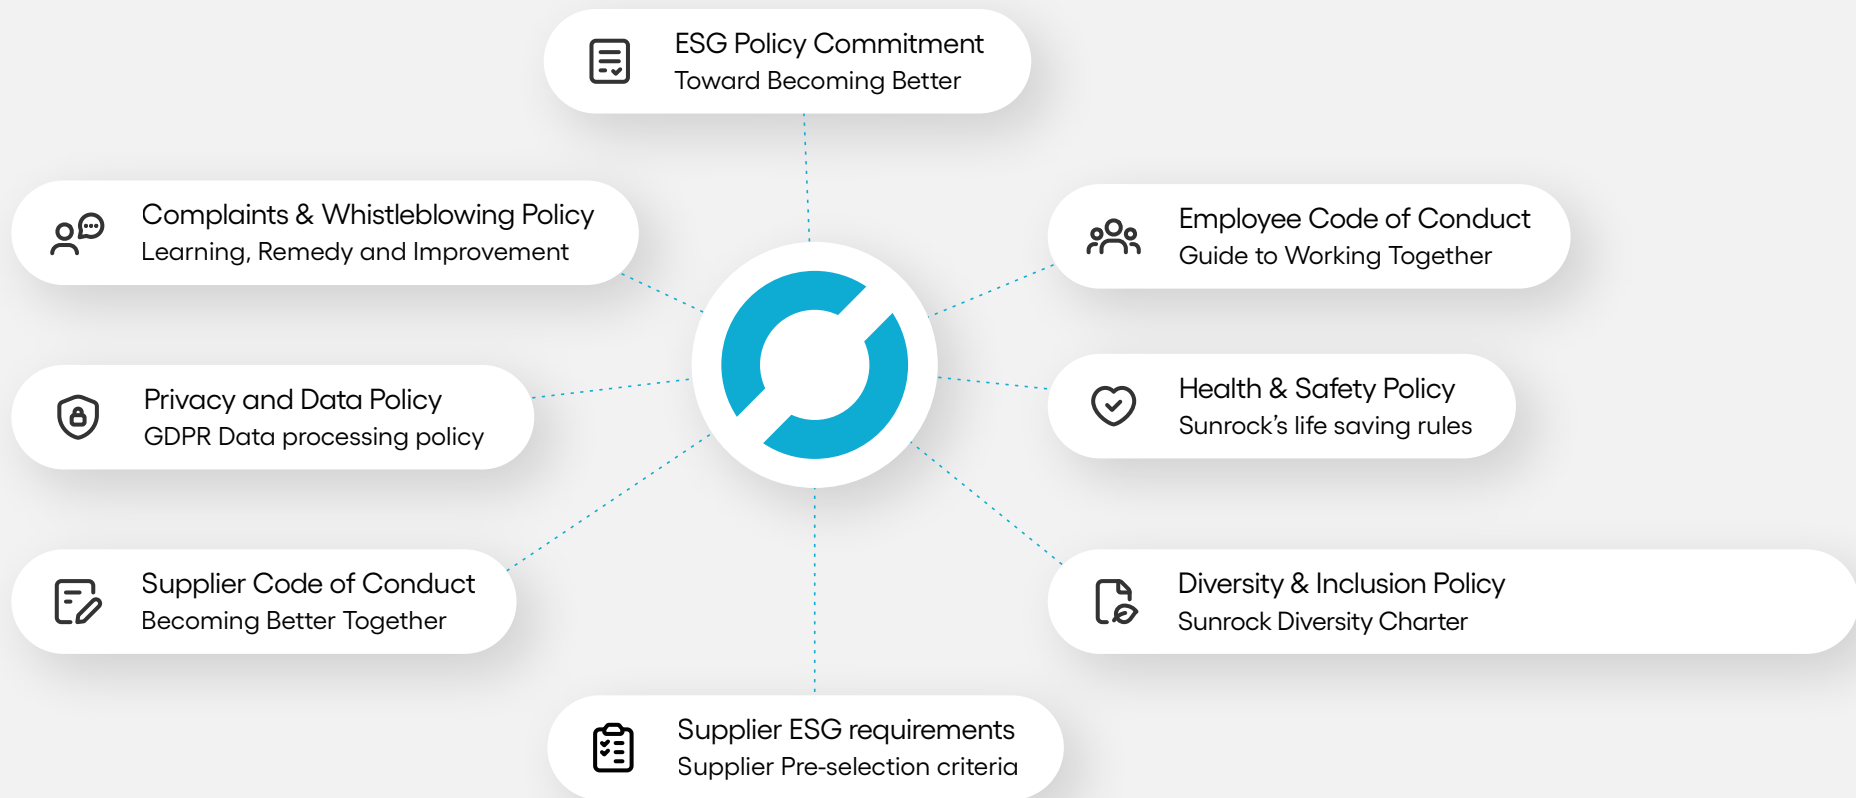 ESG Policy Commitment
Toward Becoming Better
Complaints & Whistleblowing Policy
Learning, Remedy and Improvement
Employee Code of Conduct
Guide to Working Together
Privacy and Data Policy
GDPR Data processing policy
Health & Safety Policy
Sunrock’s life saving rules
Supplier Code of Conduct
Becoming Better Together
Diversity & Inclusion Policy
Sunrock Diversity Charter
Supplier ESG requirements
Supplier Pre-selection criteria